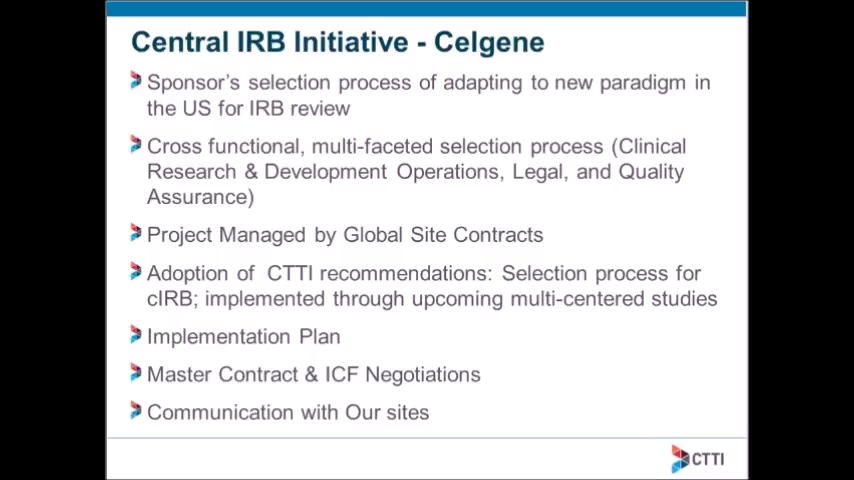 Central IRB Initiative - Celgene
Sponsor's selection process of adapting to new paradigm in
the US for IRB review
Cross functional, multi-faceted selection process (Clinical
Research & Development Operations, Legal, and Quality
Assurance)
Project Managed by Global Site Contracts
Adoption of CTTI recommendations: Selection process for
cIRB; implemented through upcoming multi-centered studies
Implementation Plan
Master Contract & ICF Negotiations
Communication with Our sites
CTTI